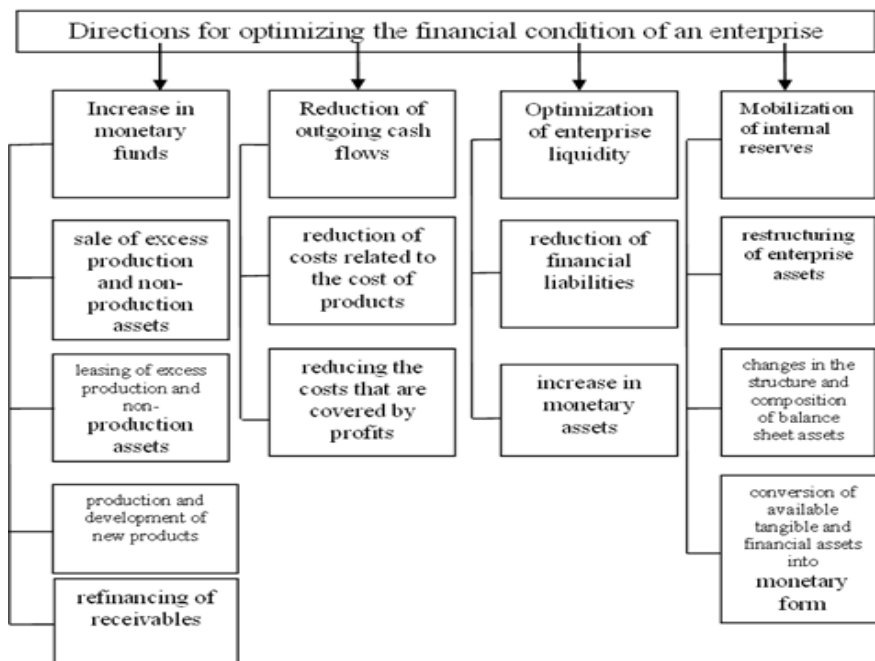 Directions for optimizing the financial condition of an enterprise
Increase in
monetary
funds
sale of excess
production
and non-
production
assets
leasing of excess
production and
non-
production
assets
production and
development of
new products
refinancing of
receivables
Reduction of
outgoing cash
flows
reduction of
costs related to
the cost of
products
reducing the
costs that are
covered by
profits
Optimization
of enterprise
liquidity
reduction of
financial
liabilities
increase in
monetary
assets
Mobilization
of internal
reserves
restructuring
of enterprise
assets
changes in the
structure and
composition
of balance
sheet assets
conversion of
available
tangible and
financial assets
into
monetary
form